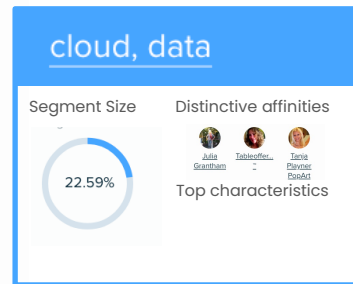 cloud, data
Segment Size
Distinctive affinities
22.59%
Julia Grantham
Tableoffer...
Tanja Playner PopArt
Top characteristics